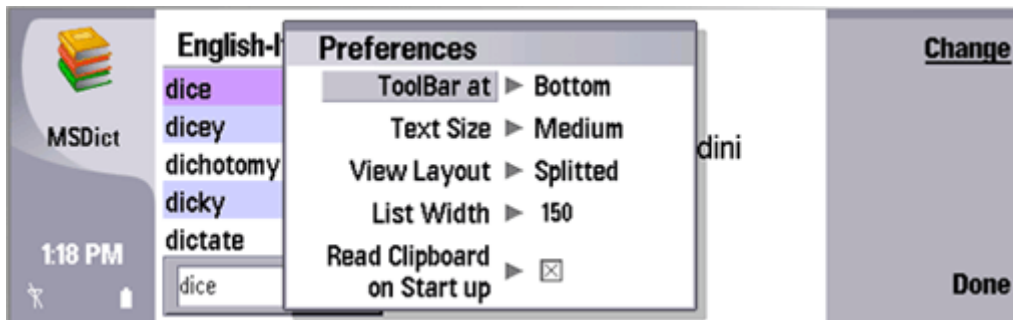 MSDict
1:18 PM
English-I
dice
dicey
dichotomy
dicky
dictate
dice
Preferences
ToolBar at Bottom
Text Size Medium
View Layout Splitted
List Width 150
Read Clipboard
on Start up
dini
Change
Done